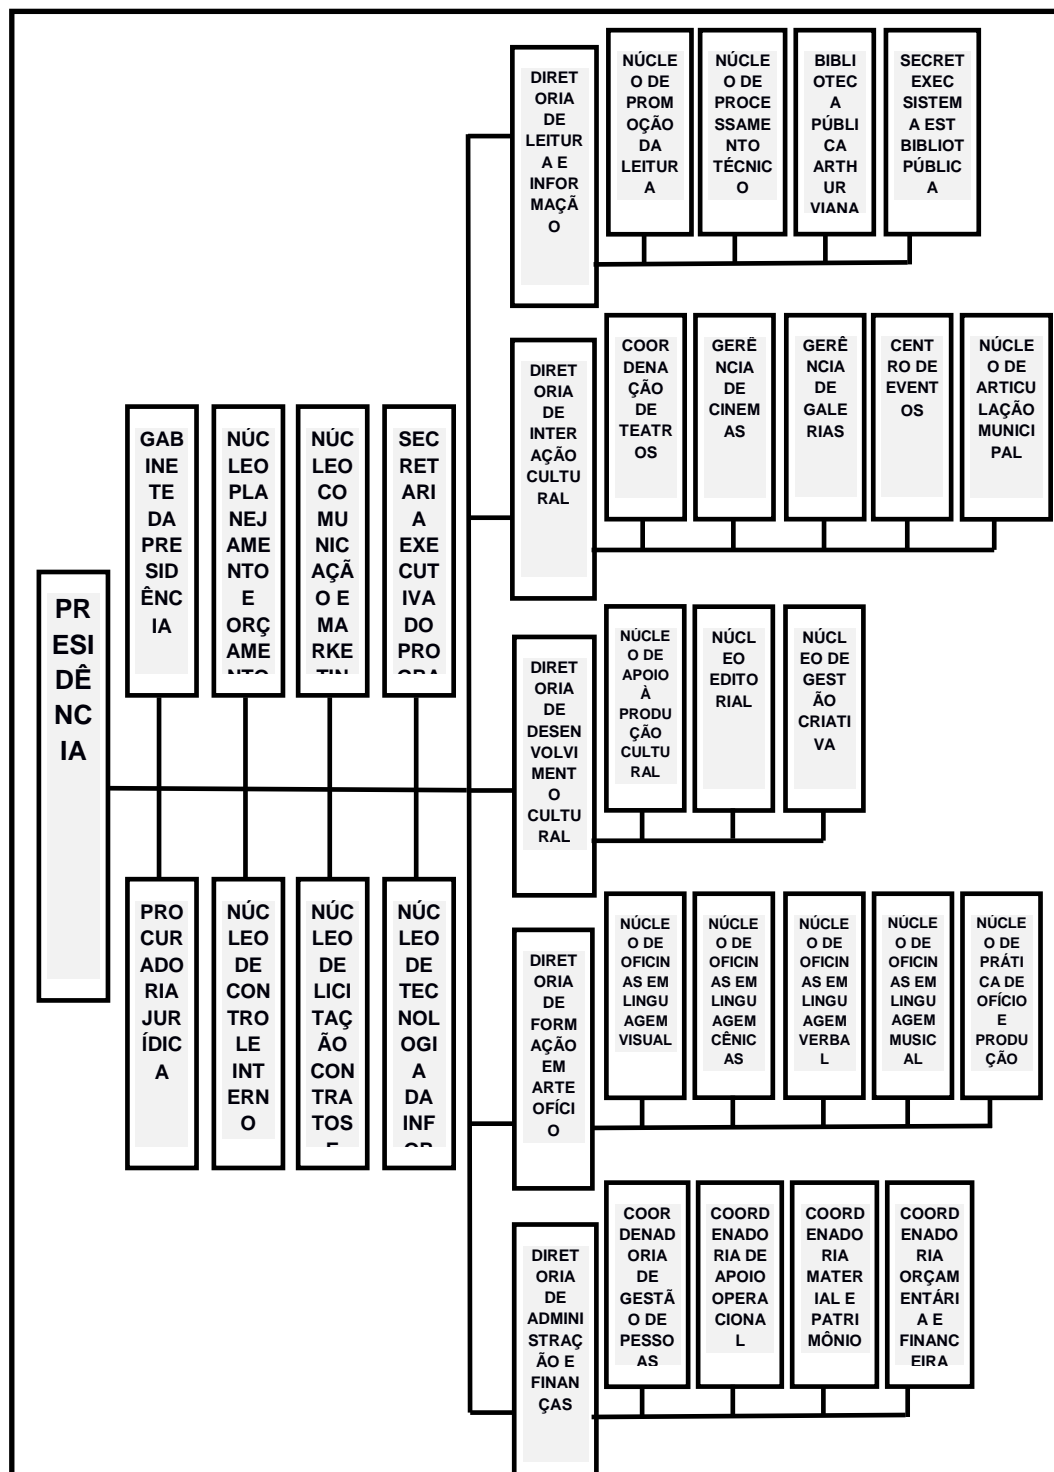 PR
ESI
DÊ
NC
IA
GAB
INE
TE
DA
PRE
SID
ÊNC
IA
NÚC
LEO
PLA
NEJ
AME
NTO
E
ORÇ
AME
NTO
NÚC
LEO
CO
MU
NIC
AÇÃ
O E
MA
RKE
TIN
SEC
RET
ARI
A
EXE
CUT
IVA
DO
PRO
GRA
PRO
CUR
ADO
RIA
JUR
ÍDIC
A
NÚC
LEO
DE
CON
TRO
LE
INT
ERN
O
NÚC
LEO
DE
LICI
TAÇ
ÃO
CON
TRA
TOS
E
NÚC
LEO
DE
TEC
NOL
OGI
A
DA
INF
OR
DIRET
ORIA
DE
LEITUR
A E
INFOR
MAÇÃ
O
NÚCLE
O DE
PROM
OÇÃO
DA
LEITUR
A
NÚCLE
O DE
PROCE
SSAME
NTO
TÉCNIC
O
BIBLI
OTEC
A
PÚBLI
CA
ARTH
UR
VIANA
SECRET
EXEC
SISTEM
A EST
BIBLIOT
PÚBLIC
A
DIRET
ORIA
DE
INTER
AÇÃO
CULTU
RAL
COOR
DENA
ÇÃO
DE
TEATR
OS
GERÊ
NCIA
DE
CINEM
AS
GERÊ
NCIA
DE
GALE
RIAS
CENT
RO DE
EVENT
OS
NÚCLE
O DE
ARTICU
LAÇÃO
MUNICI
PAL
DIRET
ORIA
DE
DESEN
VOLVI
MENT
O
CULTU
RAL
NÚCLE
O DE
APOIO
À
PRODU
ÇÃO
CULTU
RAL
NÚCL
EO
EDITO
RIAL
NÚCL
EO DE
GEST
ÃO
CRIATI
VA
DIRET
ORIA
DE
FORM
AÇÃO
EM
ARTE
OFÍCI
O
NÚCLE
O DE
OFICIN
AS EM
LINGU
AGEM
VISUAL
NÚCLE
O DE
OFICIN
AS EM
LINGU
AGEM
CÊNIC
AS
NÚCLE
O DE
OFICIN
AS EM
LINGU
AGEM
VERBA
L
NÚCLE
O DE
OFICIN
AS EM
LINGU
AGEM
MUSIC
AL
NÚCLE
O DE
PRÁTI
CA DE
OFÍCIO
E
PRODU
ÇÃO
DIRET
ORIA
DE
ADMINI
STRAÇ
ÃO E
FINAN
ÇAS
COOR
DENAD
ORIA
DE
GESTÃ
O DE
PESSO
AS
COORD
ENADO
RIA DE
APOIO
OPERA
CIONA
L
COORD
ENADO
RIA
MATER
IAL E
PATRI
MÔNIO
COORD
ENADO
RIA
ORÇAM
ENTÁRI
A E
FINANC
EIRA